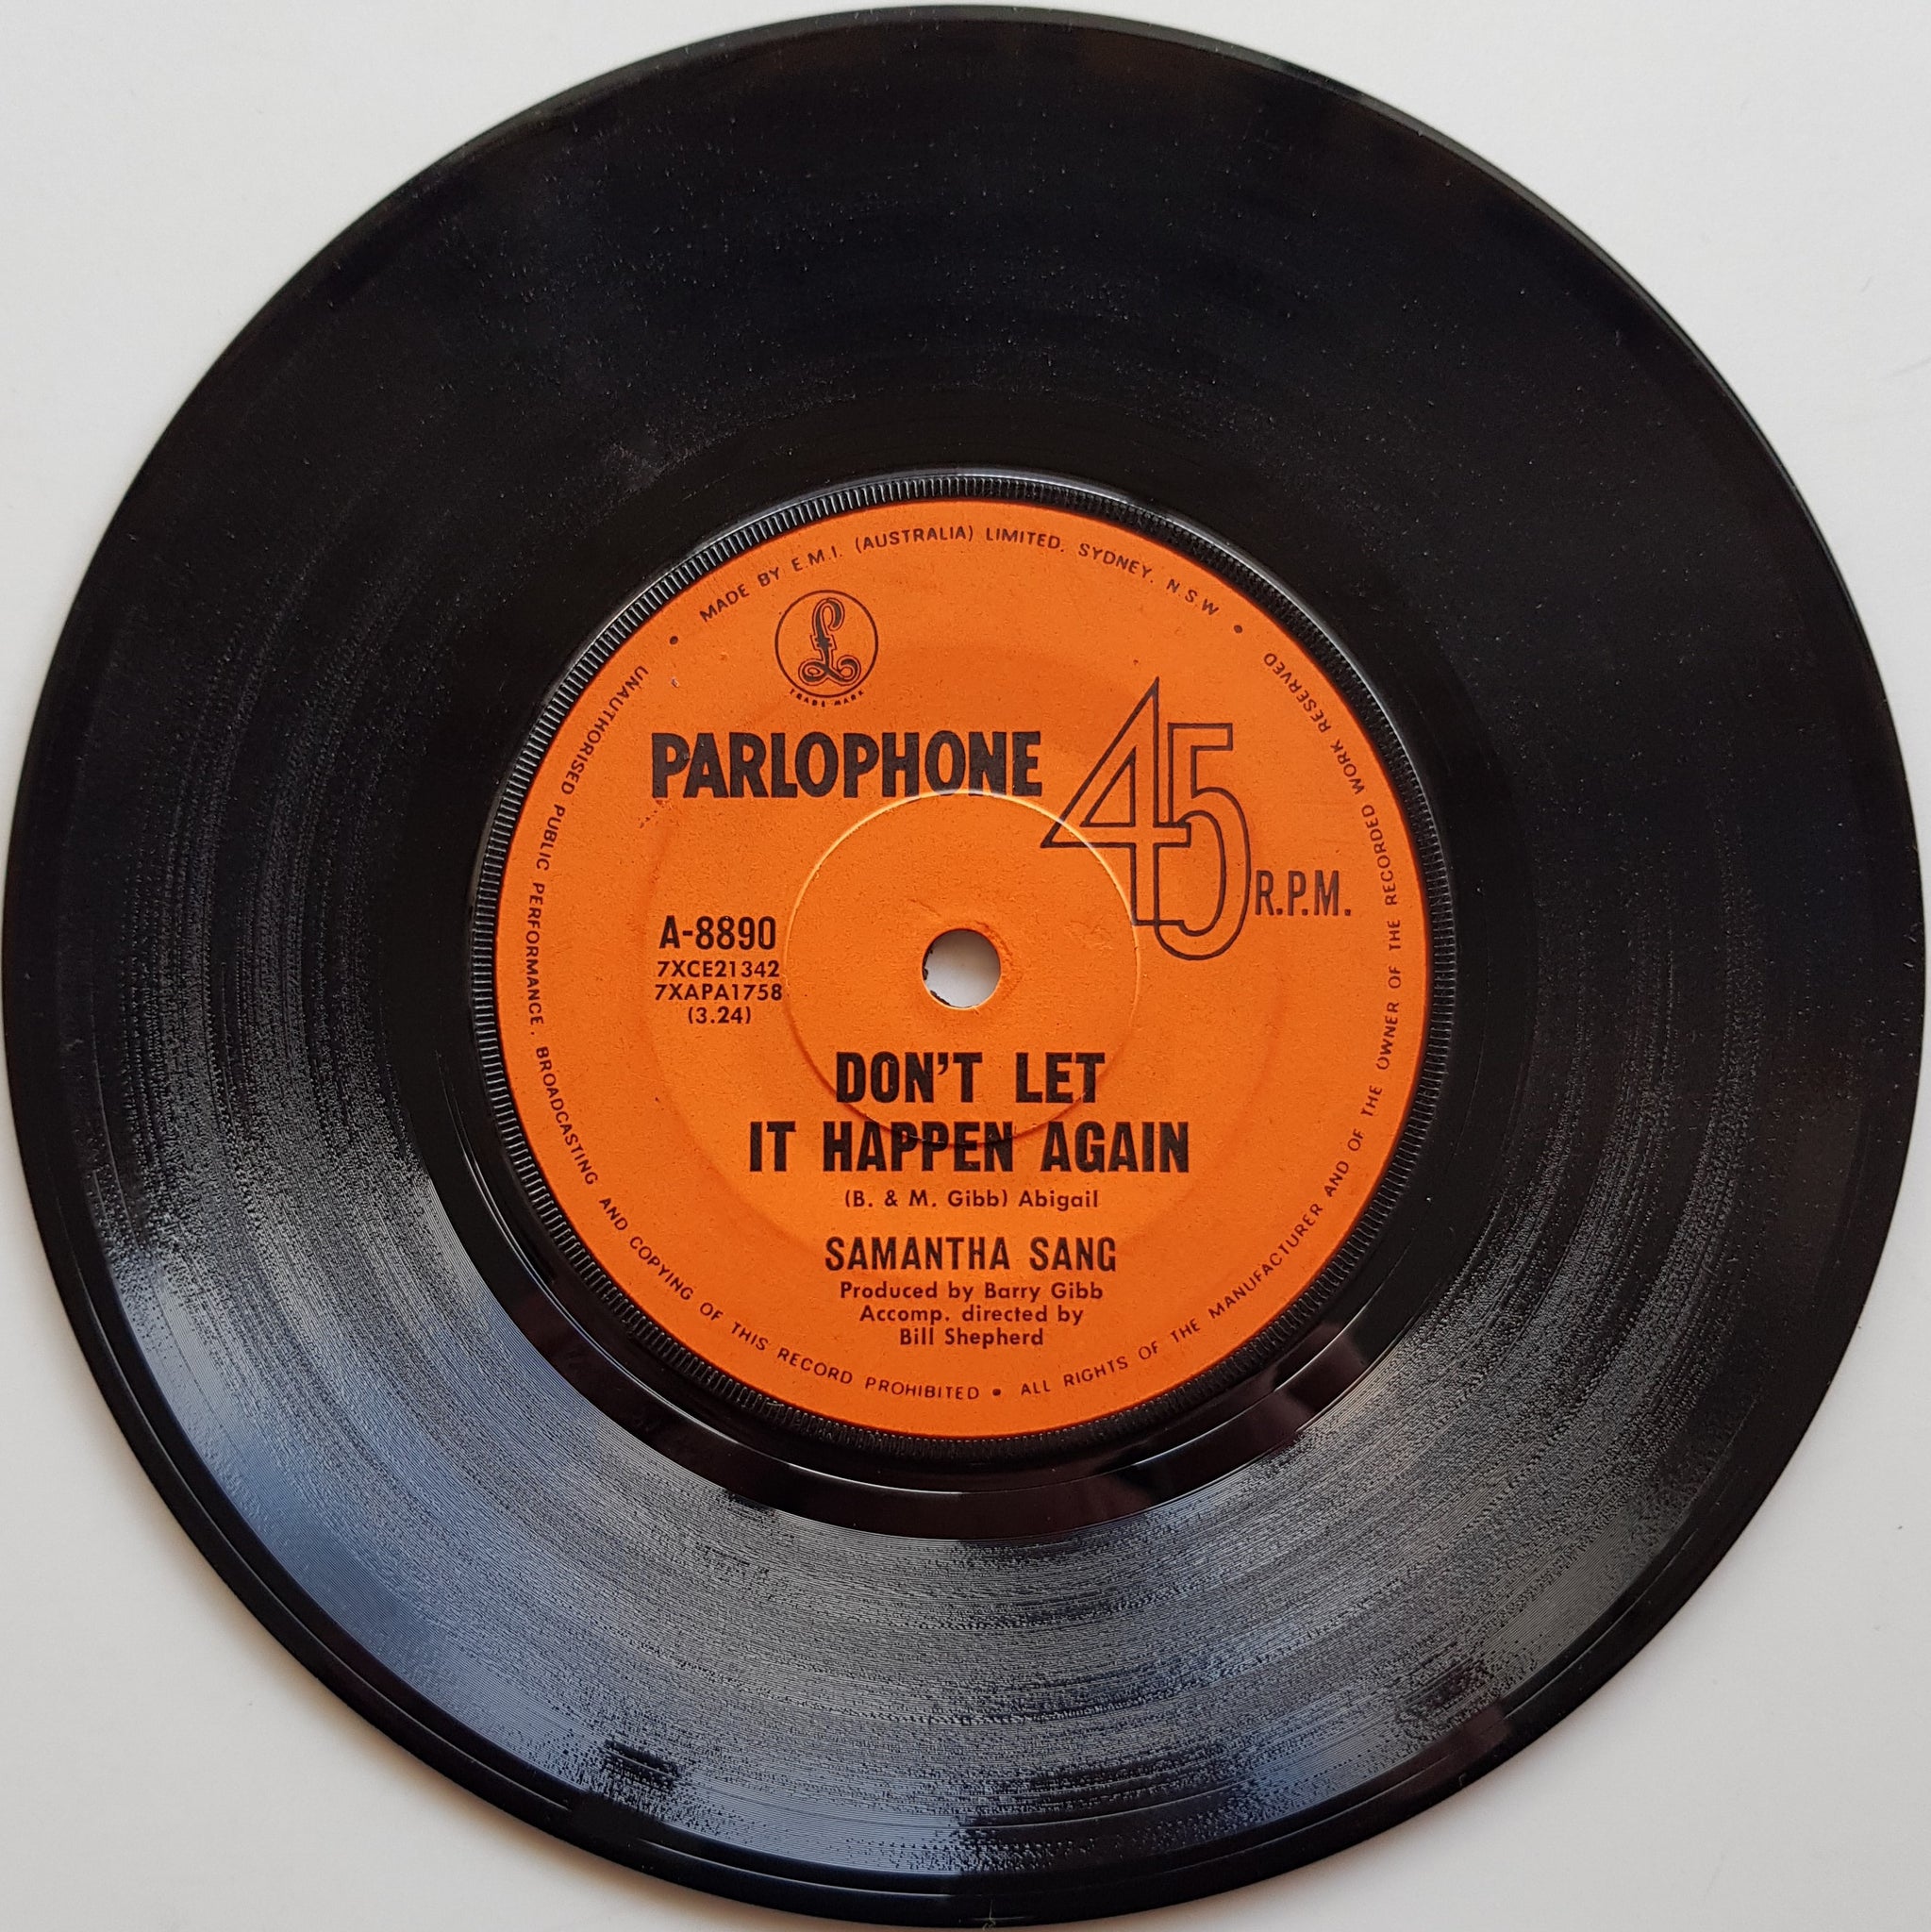 MADE BY E.M.I. (AUSTRALIA) LIMITED. SYDNEY. N.S.W •
TRADE MARK
PARLOPHONE
45
R.P.M.
A-8890
7XCE21342
7XAPA1758
(3.24)
DON'T LET
IT HAPPEN AGAIN
(B. & M. Gibb) Abigail
SAMANTHA SANG
Produced by Barry Gibb
Accomp. directed by
Bill Shepherd
UNAUTHORISED PUBLIC PERFORMANCE. BROADCASTING AND COPYING OF THIS RECORD PROHIBITED • ALL RIGHTS OF THE MANUFACTURER AND OF THE OWNER OF THE RECORDED WORK RESERVED